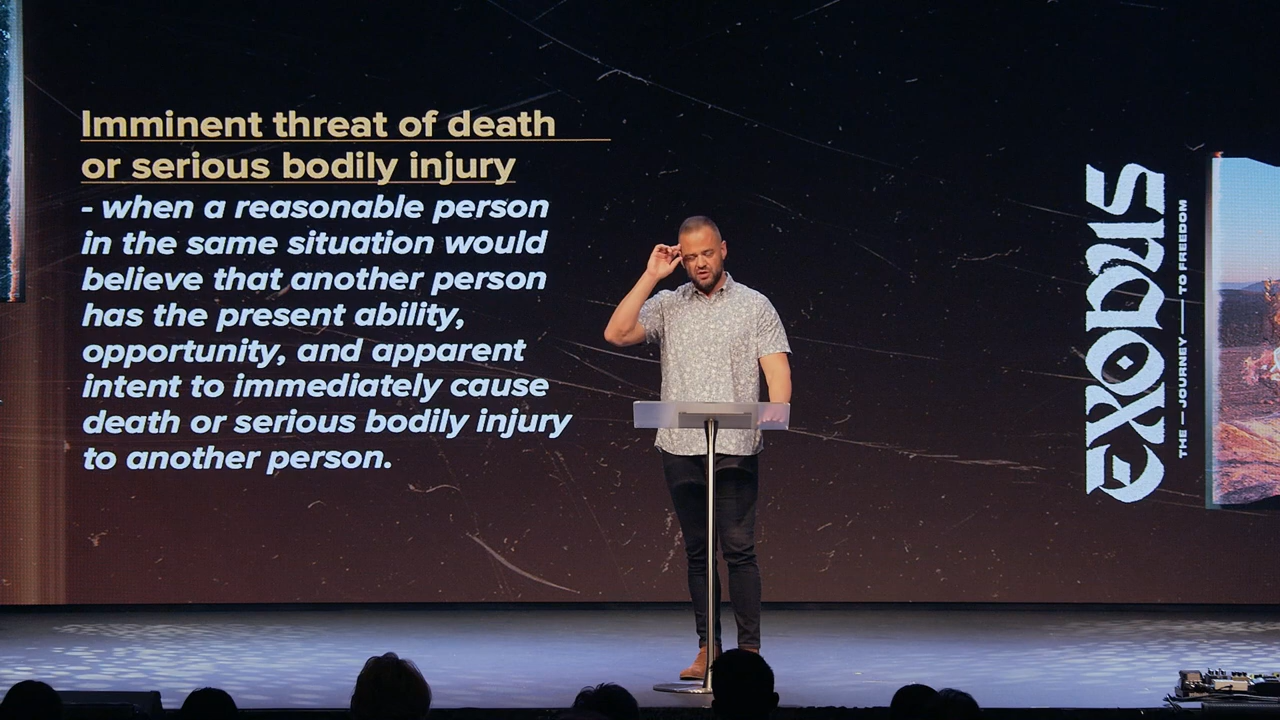 Imminent threat of death
or serious bodily injury
- when a reasonable person
in the same situation would
believe that another person
has the present ability,
opportunity, and apparent
intent to immediately cause
death or serious bodily injury
to another person.
EXODUS
THE — JOURNEY — TO FREEDOM